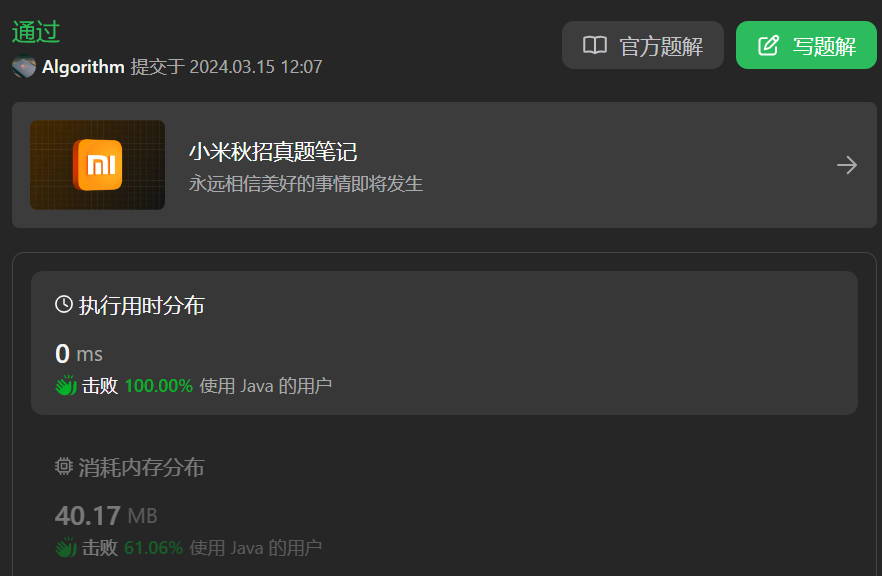 通过
官方题解
写题解
Algorithm 提交于 2024.03.15 12:07
小米秋招真题笔记
永远相信美好的事情即将发生
执行用时分布
0 ms
击败 100.00% 使用 Java 的用户
消耗内存分布
40.17 MB
击败 61.06% 使用 Java 的用户